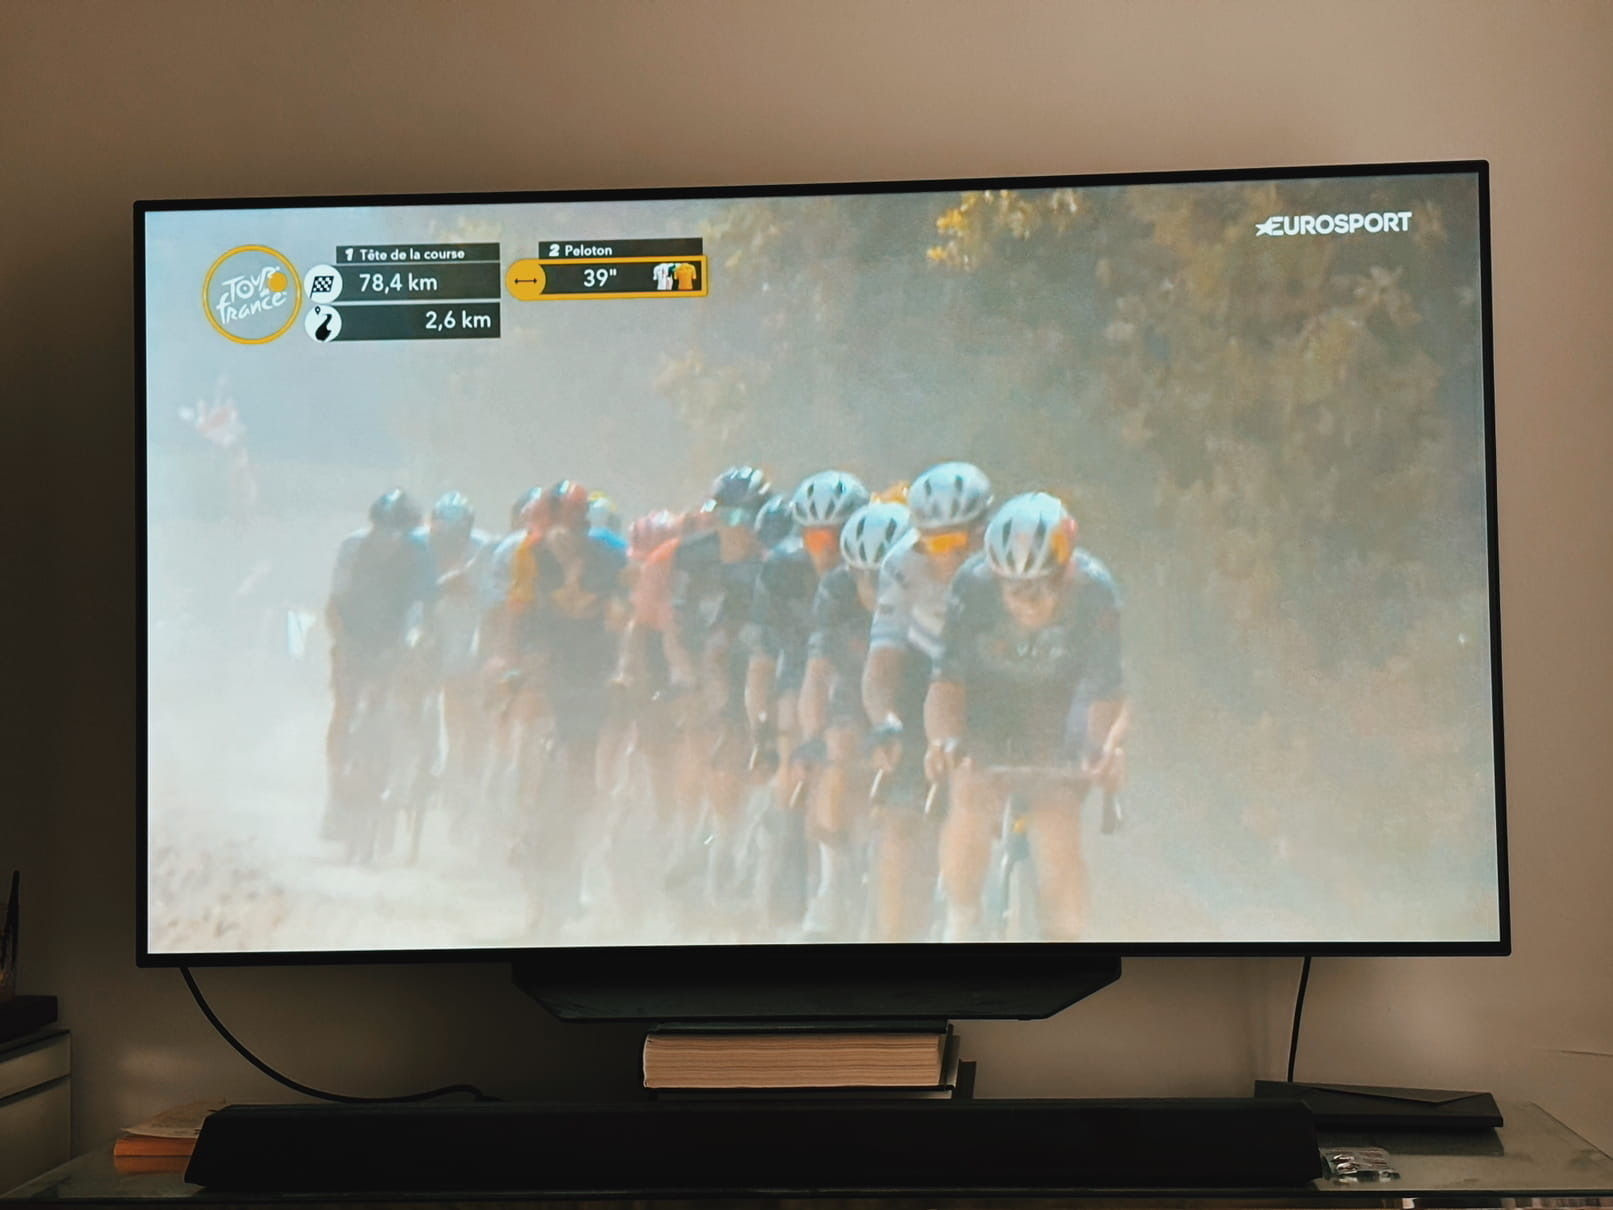 Tour
de
france
1 Tête de la course
78,4 km
2,6 km
2 Peloton
39"
EUROSPORT